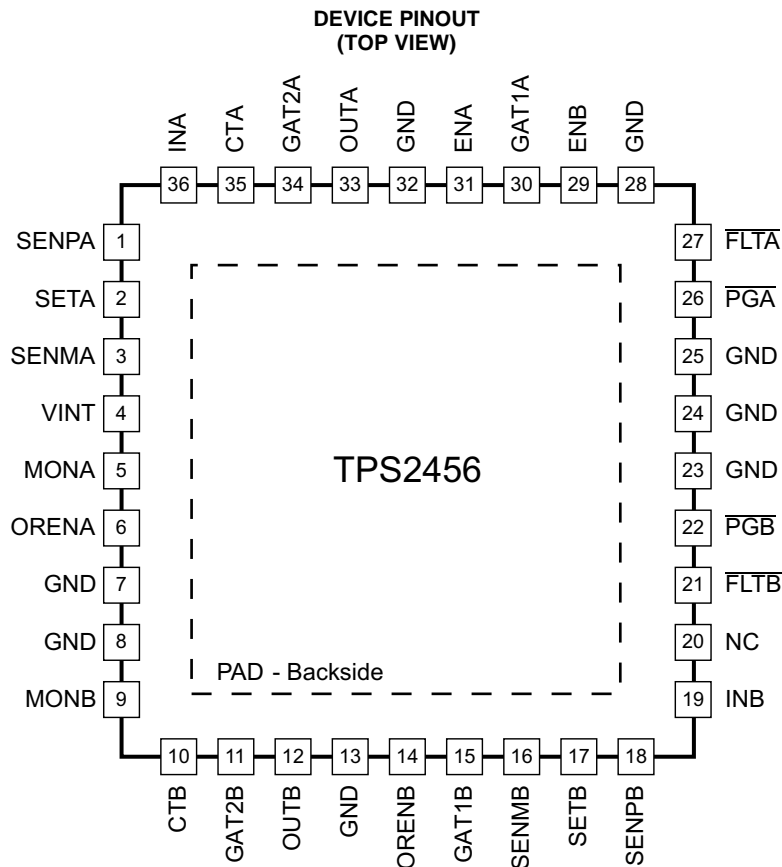 DEVICE PINOUT
(TOP VIEW)
INA
CTA
GAT2A
OUTA
GND
ENA
GAT1A
ENB
GND
36 35 34 33 32 31 30 29 28
SENPA 1
SETA 2
SENMA 3
VINT 4
MONA 5
ORENA 6
GND 7
GND 8
MONB 9
27 FLTA
26 PGA
25 GND
24 GND
23 GND
22 PGB
21 FLTB
20 NC
19 INB
TPS2456
PAD - Backside
10 11 12 13 14 15 16 17 18
CTB
GAT2B
OUTB
GND
ORENB
GAT1B
SENMB
SETB
SENPB